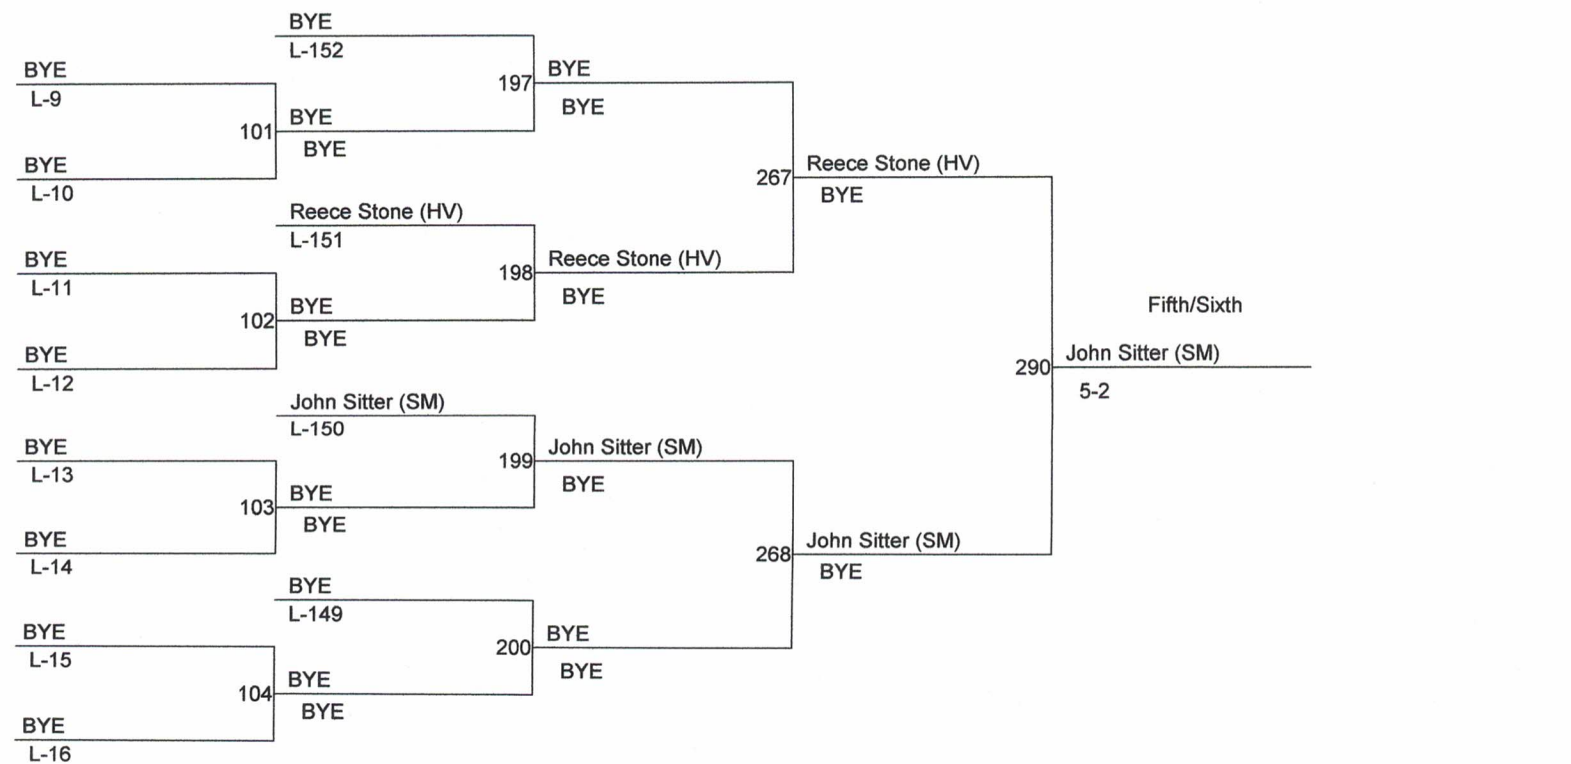 BYE
L-152
BYE
L-9
197
BYE
BYE
101
BYE
BYE
BYE
L-10
267
Reece Stone (HV)
BYE
Reece Stone (HV)
L-151
BYE
L-11
198
Reece Stone (HV)
BYE
102
BYE
BYE
BYE
L-12
Fifth/Sixth
290
John Sitter (SM)
5-2
John Sitter (SM)
L-150
BYE
L-13
199
John Sitter (SM)
BYE
103
BYE
BYE
BYE
L-14
268
John Sitter (SM)
BYE
BYE
L-149
BYE
L-15
200
BYE
BYE
104
BYE
BYE
BYE
L-16